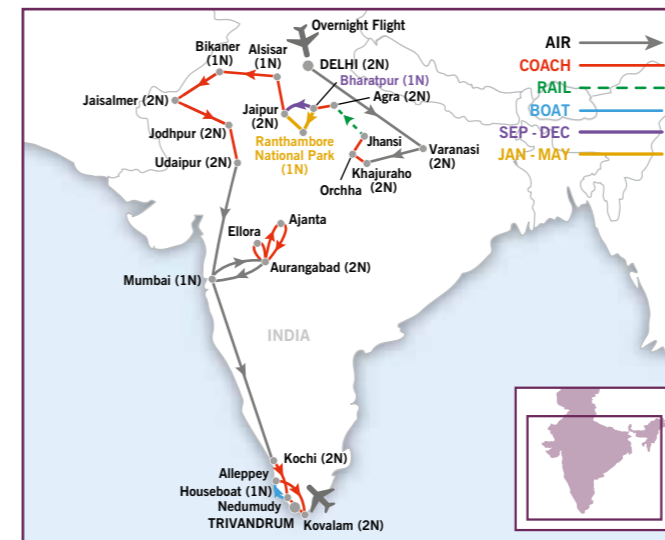 Overnight Flight
DELHI (2N)
Bikaner
(1N)
Alsisar
(1N)
Bharatpur (1N)
Jaisalmer (2N)
Jaipur
(2N)
Agra (2N)
Jodhpur (2N)
Ranthambore
National Park
(1N)
Jhansi
Varanasi
(2N)
Udaipur (2N)
Orchha
Khajuraho
(2N)
Ajanta
Ellora
Aurangabad (2N)
Mumbai (1N)
INDIA
Kochi (2N)
Alleppey
Houseboat (1N)
Nedumudy
TRIVANDRUM
Kovalam (2N)
AIR
COACH
RAIL
BOAT
SEP - DEC
JAN - MAY